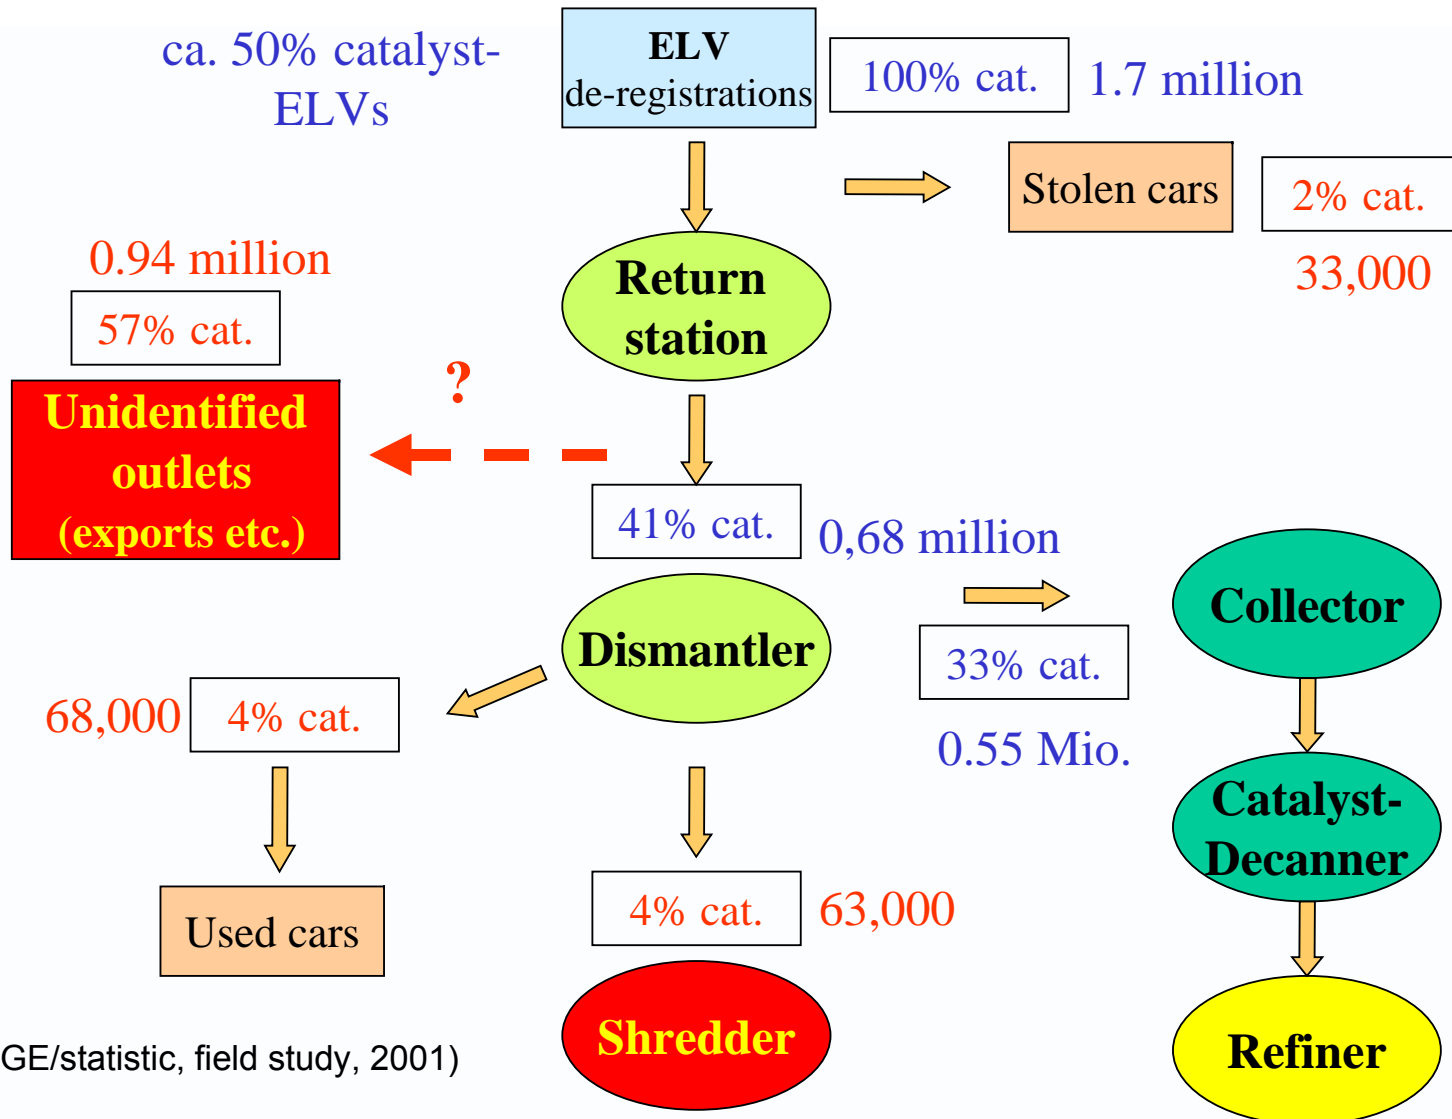 ca. 50% catalyst-
ELVs
ELV
de-registrations
100% cat.
1.7 million
Stolen cars
2% cat.
33,000
0.94 million
57% cat.
Return
station
?
Unidentified
outlets
(exports etc.)
41% cat.
0,68 million
Dismantler
Collector
33% cat.
0.55 Mio.
68,000
4% cat.
Catalyst-
Decanner
Used cars
4% cat.
63,000
Shredder
Refiner
GE/statistic, field study, 2001)